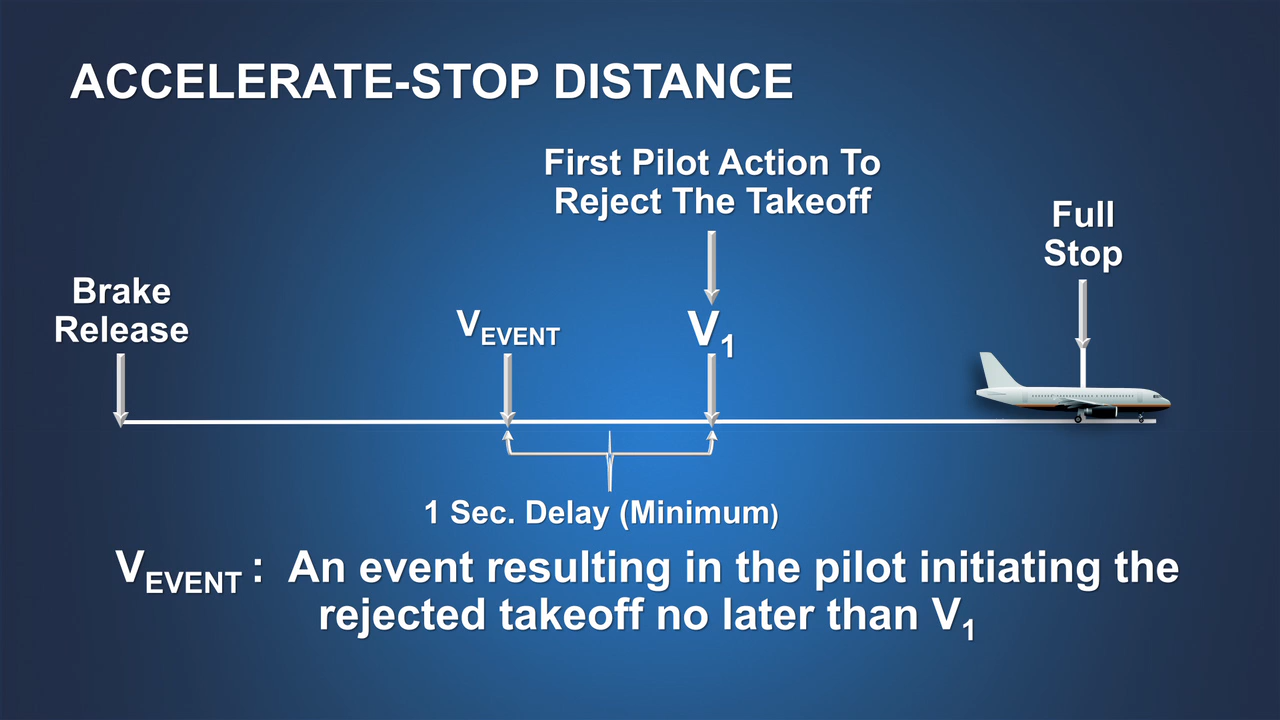 ACCELERATE-STOP DISTANCE
First Pilot Action To
Reject The Takeoff
Full
Stop
Brake
Release
VEVENT
V1
1 Sec. Delay (Minimum)
VEVENT : An event resulting in the pilot initiating the
rejected takeoff no later than V1